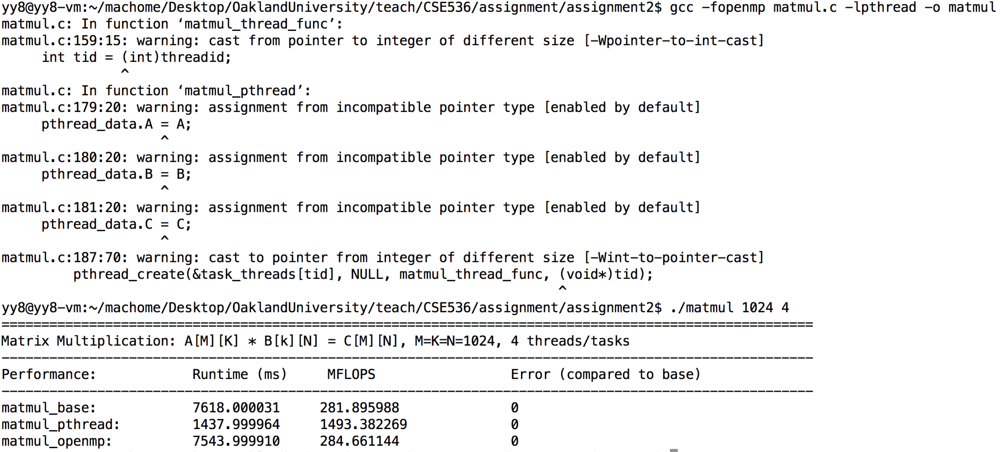 yy8@yy8-vm:~/machome/Desktop/OaklandUniversity/teach/CSE536/assignment/assignment2$ gcc -fopenmp matmul.c -lpthread -o matmul
matmul.c: In function ‘matmul_thread_func’:
matmul.c:159:15: warning: cast from pointer to integer of different size [-Wpointer-to-int-cast]
     int tid = (int)threadid;
               ^
matmul.c: In function ‘matmul_pthread’:
matmul.c:179:20: warning: assignment from incompatible pointer type [enabled by default]
     pthread_data.A = A;
                    ^
matmul.c:180:20: warning: assignment from incompatible pointer type [enabled by default]
     pthread_data.B = B;
                    ^
matmul.c:181:20: warning: assignment from incompatible pointer type [enabled by default]
     pthread_data.C = C;
                    ^
matmul.c:187:70: warning: cast to pointer from integer of different size [-Wint-to-pointer-cast]
         pthread_create(&task_threads[tid], NULL, matmul_thread_func, (void*)tid);
                                                                      ^
yy8@yy8-vm:~/machome/Desktop/OaklandUniversity/teach/CSE536/assignment/assignment2$ ./matmul 1024 4
======================================================================================================
Matrix Multiplication: A[M][K] * B[k][N] = C[M][N], M=K=N=1024, 4 threads/tasks
------------------------------------------------------------------------------------------------------
Performance:            Runtime (ms)     MFLOPS                 Error (compared to base)
------------------------------------------------------------------------------------------------------
matmul_base:            7618.000031     281.895988              0
matmul_pthread:         1437.999964     1493.382269             0
matmul_openmp:          7543.999910     284.661144              0